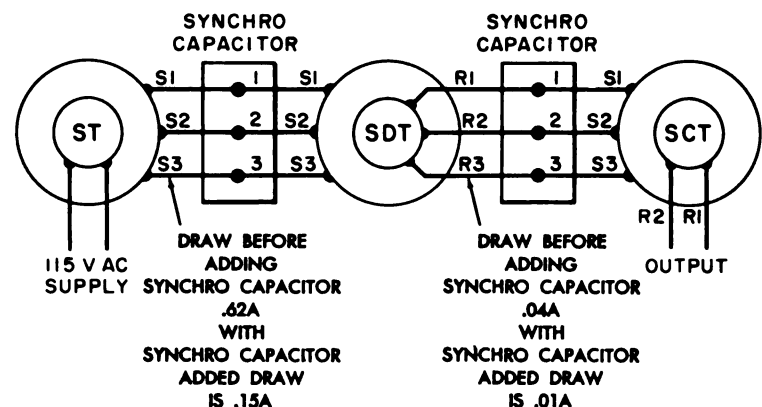 SYNCHRO
CAPACITOR
SYNCHRO
CAPACITOR
S1 1 S1 R1 1 S1
ST S2 2 S2 SDT R2 2 S2 SCT
S3 3 S3 R3 3 S3
R2 R1
115 V AC
SUPPLY
DRAW BEFORE
ADDING
SYNCHRO CAPACITOR
.62A
WITH
SYNCHRO CAPACITOR
ADDED DRAW
IS .15A
DRAW BEFORE
ADDING
SYNCHRO CAPACITOR
.04A
WITH
SYNCHRO CAPACITOR
ADDED DRAW
IS .01A
OUTPUT